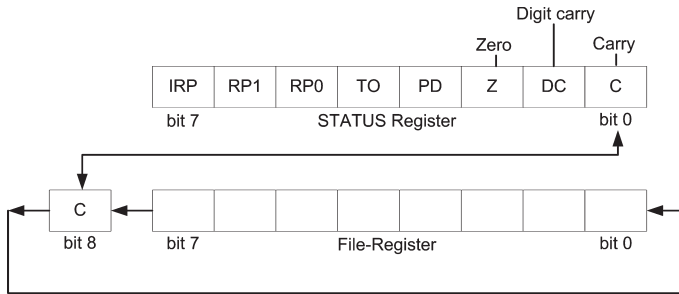 Digit carry
Zero
Carry
IRP RP1 RP0 TO PD Z DC C
bit 7 STATUS Register bit 0
C
bit 8 bit 7 File-Register bit 0